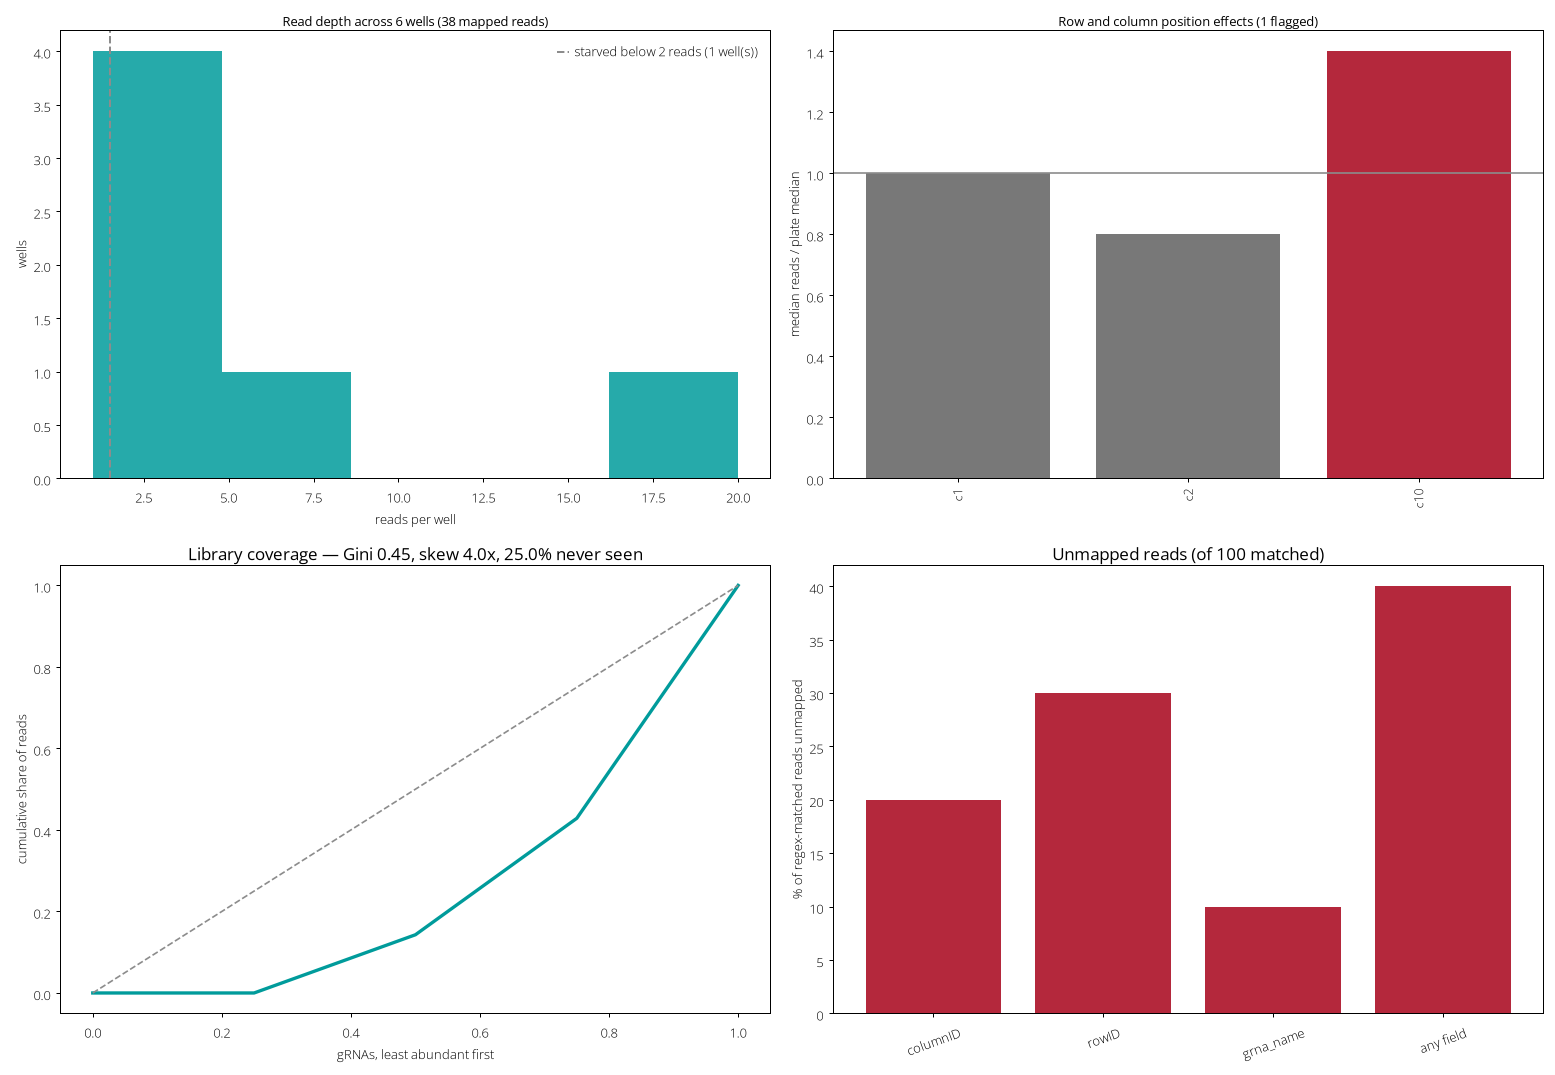 Read depth across 6 wells (38 mapped reads)
starved below 2 reads (1 well(s))
wells
4.0
3.5
3.0
2.5
2.0
1.5
1.0
0.5
0.0
2.5
5.0
7.5
10.0
12.5
15.0
17.5
20.0
reads per well
Row and column position effects (1 flagged)
median reads / plate median
1.4
1.2
1.0
0.8
0.6
0.4
0.2
0.0
c1
c2
c10
Library coverage — Gini 0.45, skew 4.0x, 25.0% never seen
cumulative share of reads
1.0
0.8
0.6
0.4
0.2
0.0
0.0
0.2
0.4
0.6
0.8
1.0
gRNAs, least abundant first
Unmapped reads (of 100 matched)
% of regex-matched reads unmapped
40
35
30
25
20
15
10
5
0
columnID
rowID
grna_name
any field